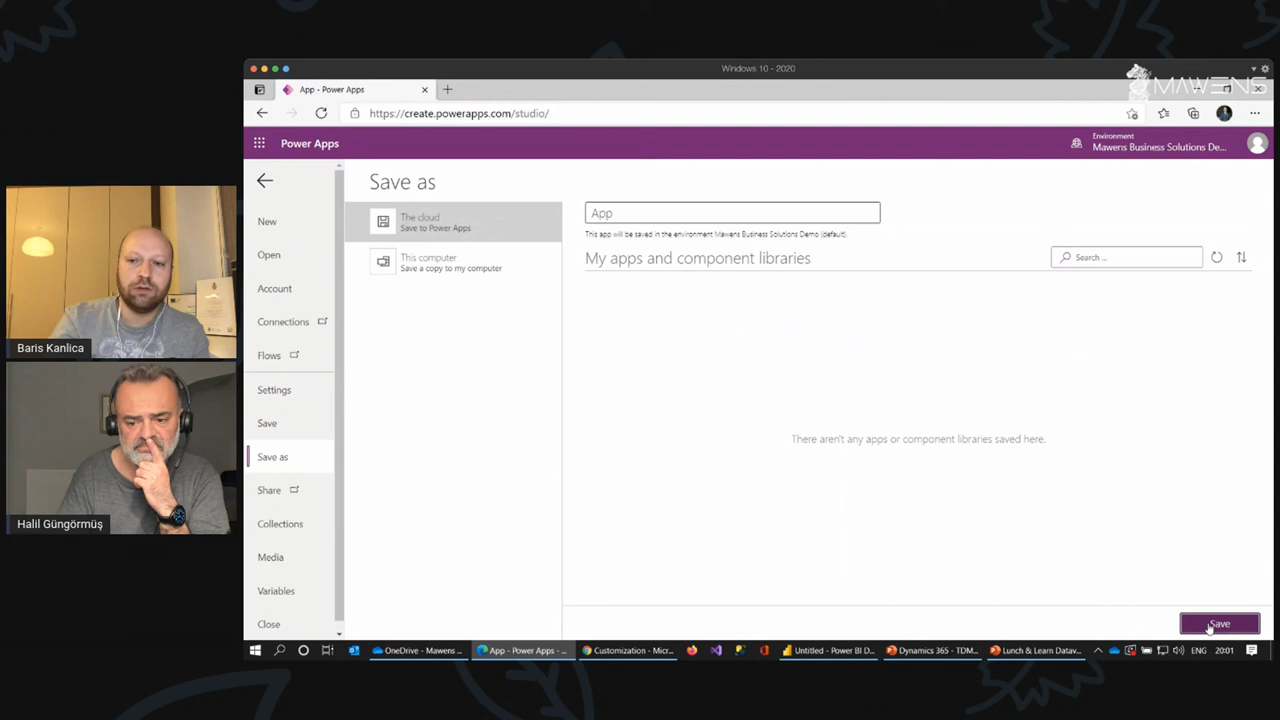 Windows 10 - 2020
MAWENS
App - Power Apps
https://create.powerapps.com/studio/
Power Apps
Environment
Mawens Business Solutions De...
Save as
New
Open
Account
Connections
Flows
Settings
Save
Save as
Share
Collections
Media
Variables
Close
The cloud
Save to Power Apps
This computer
Save a copy to my computer
App
This app will be saved in the environment Mawens Business Solutions Demo (default).
My apps and component libraries
Search ...
There aren't any apps or component libraries saved here.
Save
Baris Kanlica
Halil Güngörmüş
OneDrive - Mawens ...
App - Power Apps - ...
Customization - Micr...
Untitled - Power BI D...
Dynamics 365 - TDM...
Lunch & Learn Datav...
ENG
20:01